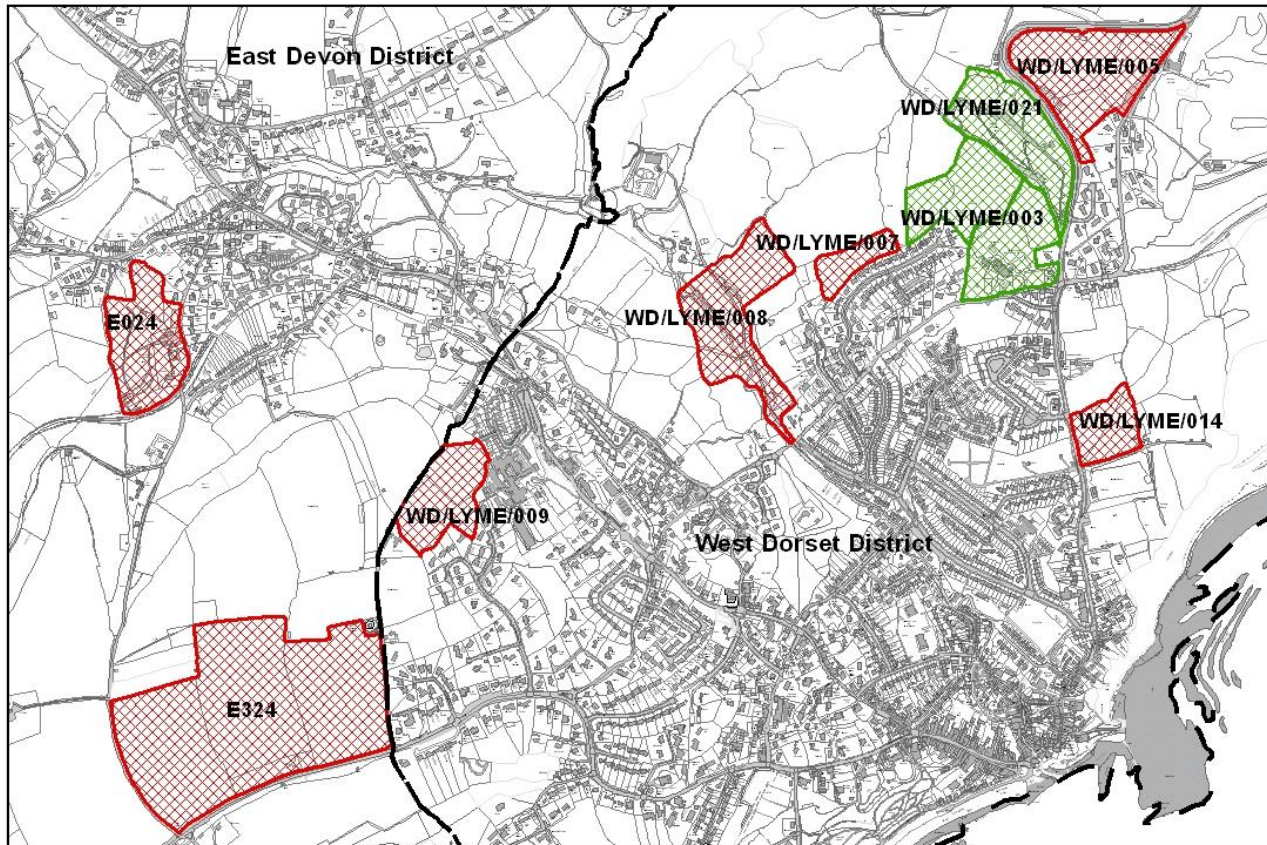 East Devon District
WD/LYME/005
WD/LYME/021
WD/LYME/003
WD/LYME/007
E024
WD/LYME/008
WD/LYME/014
WD/LYME/009
West Dorset District
E324